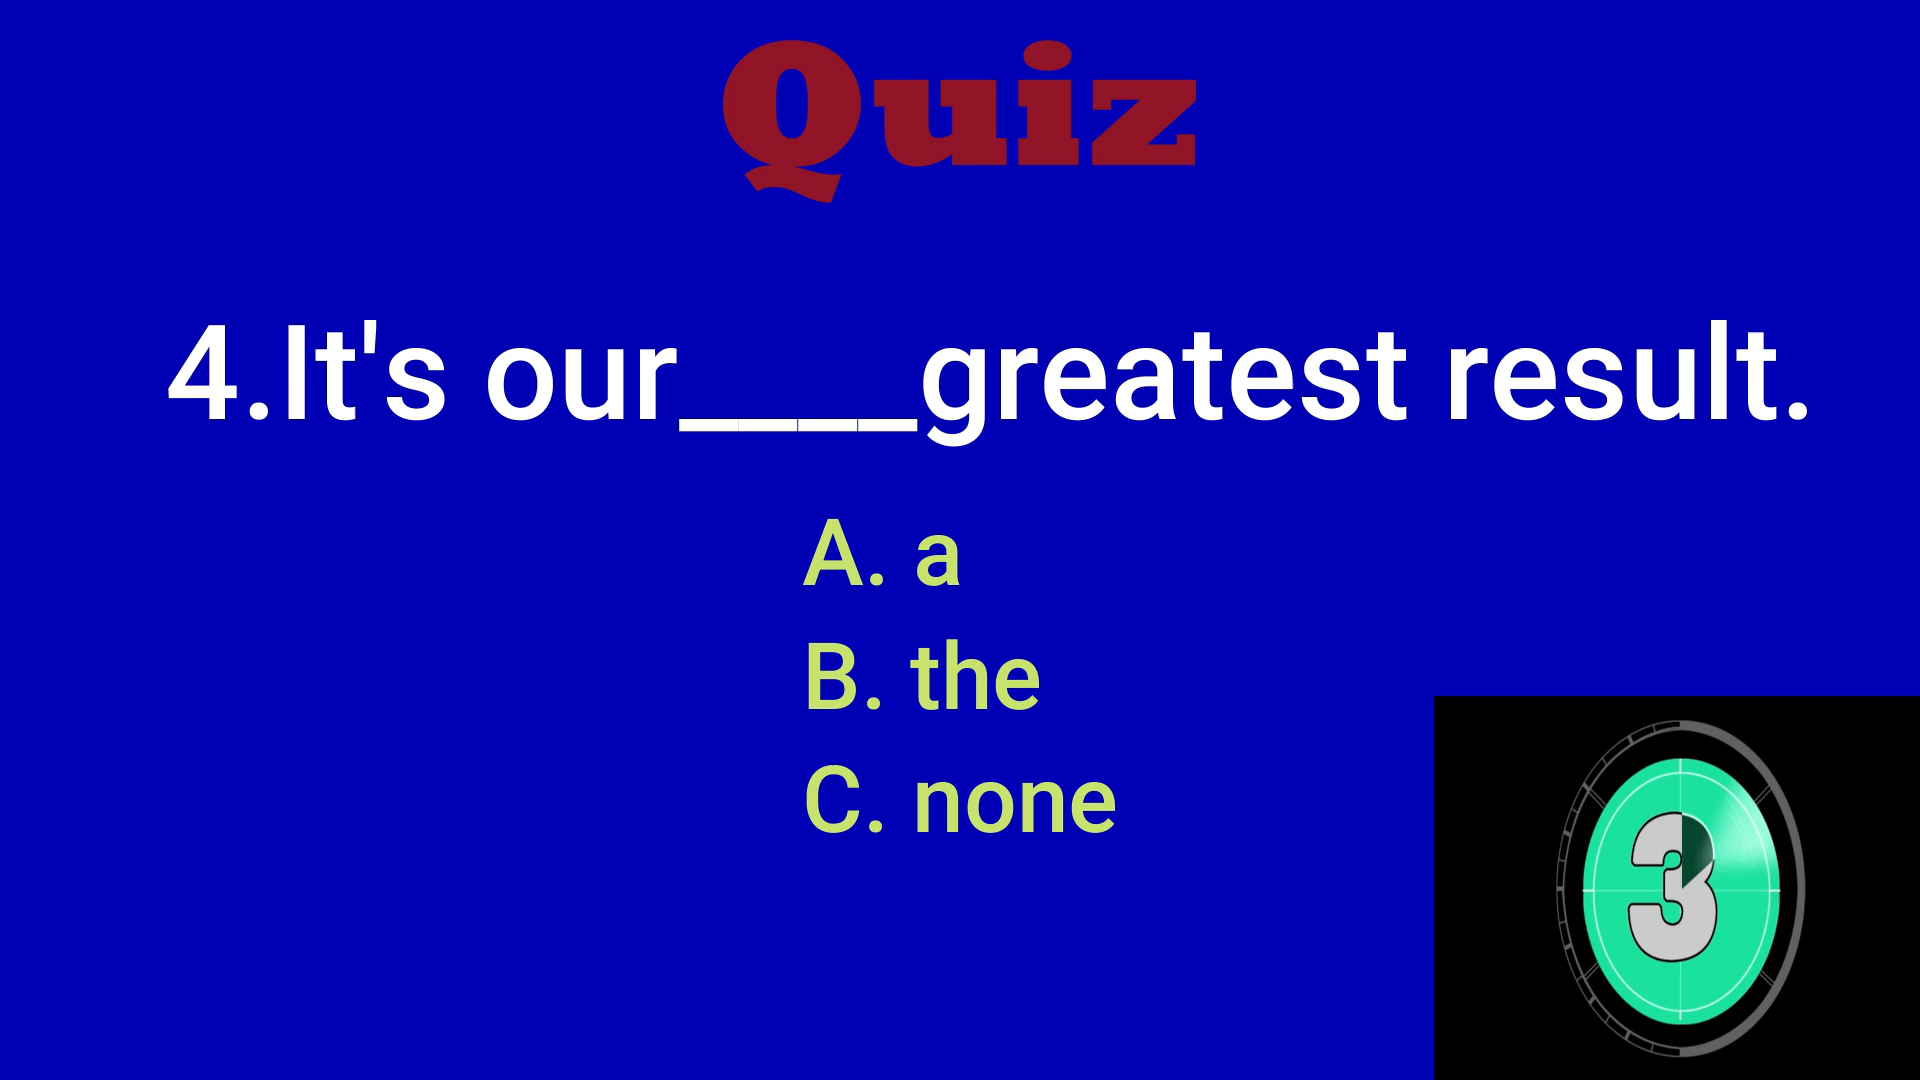 Quiz
4.It's our____greatest result.
A. a
B. the
C. none
3